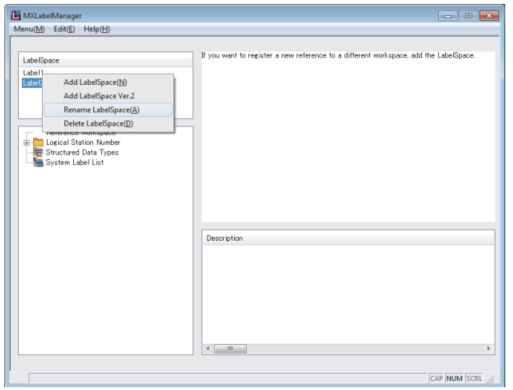 MXLabelManager
Menu(M) Edit(E) Help(H)
LabelSpace
If you want to register a new reference to a different workspace, add the LabelSpace.
Label1
Label2
Add LabelSpace(N)
Add LabelSpace Ver.2
Rename LabelSpace(A)
Delete LabelSpace(D)
Reference Workspace
Logical Station Number
Structured Data Types
System Label List
Description
CAP NUM SCRL